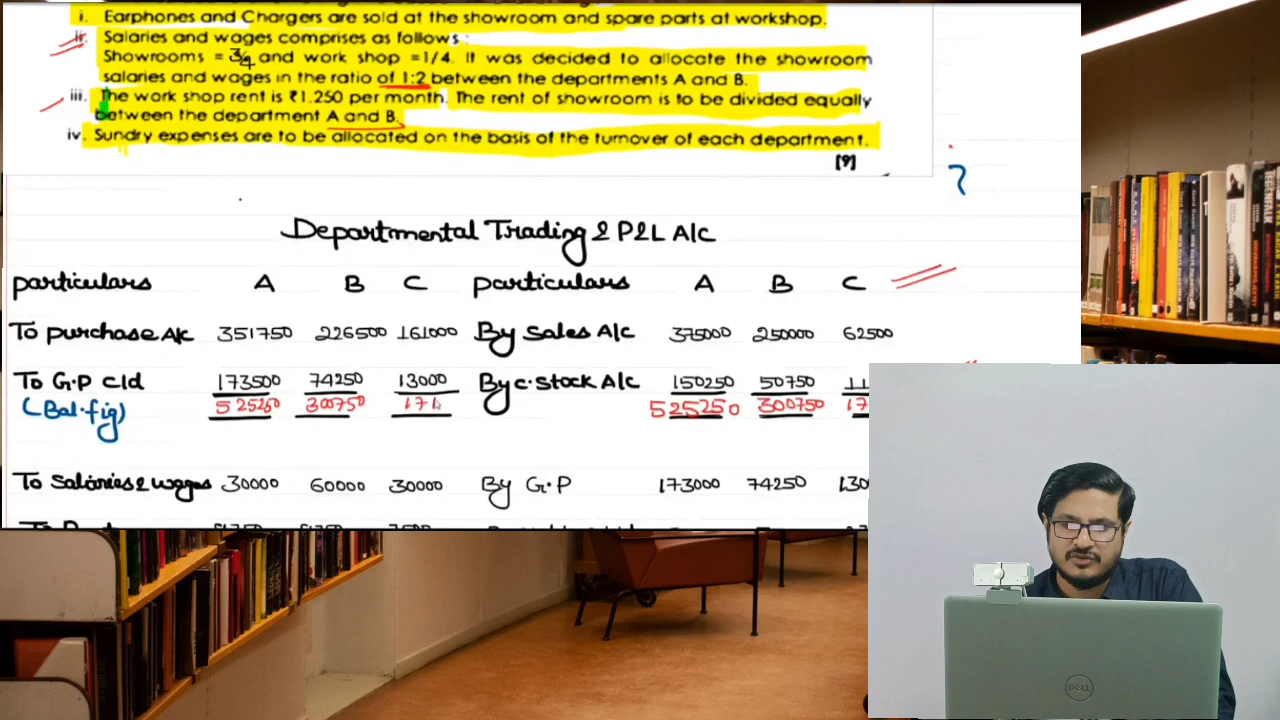 i. Earphones and Chargers are sold at the showroom and spare parts at workshop.
ii. Salaries and wages comprises as follows :
Showrooms = 3/4 and work shop =1/4. It was decided to allocate the showroom
salaries and wages in the ratio of 1:2 between the departments A and B.
iii. The work shop rent is ₹1,250 per month. The rent of showroom is to be divided equally
between the department A and B.
iv. Sundry expenses are to be allocated on the basis of the turnover of each department.
[9]
?
Departmental Trading & P&L A/c
particulars A B C particulars A B C
To purchase A/c 351750 226500 161000 By Sales A/c 375000 250000 62500
To G.P c/d 173500 74250 13000 By C. Stock A/c 150250 50750 11
(Bal. fig) 525250 300750 171 525250 300750 17
To Salaries & wages 30000 60000 30000 By G.P 173000 74250 130
DELL